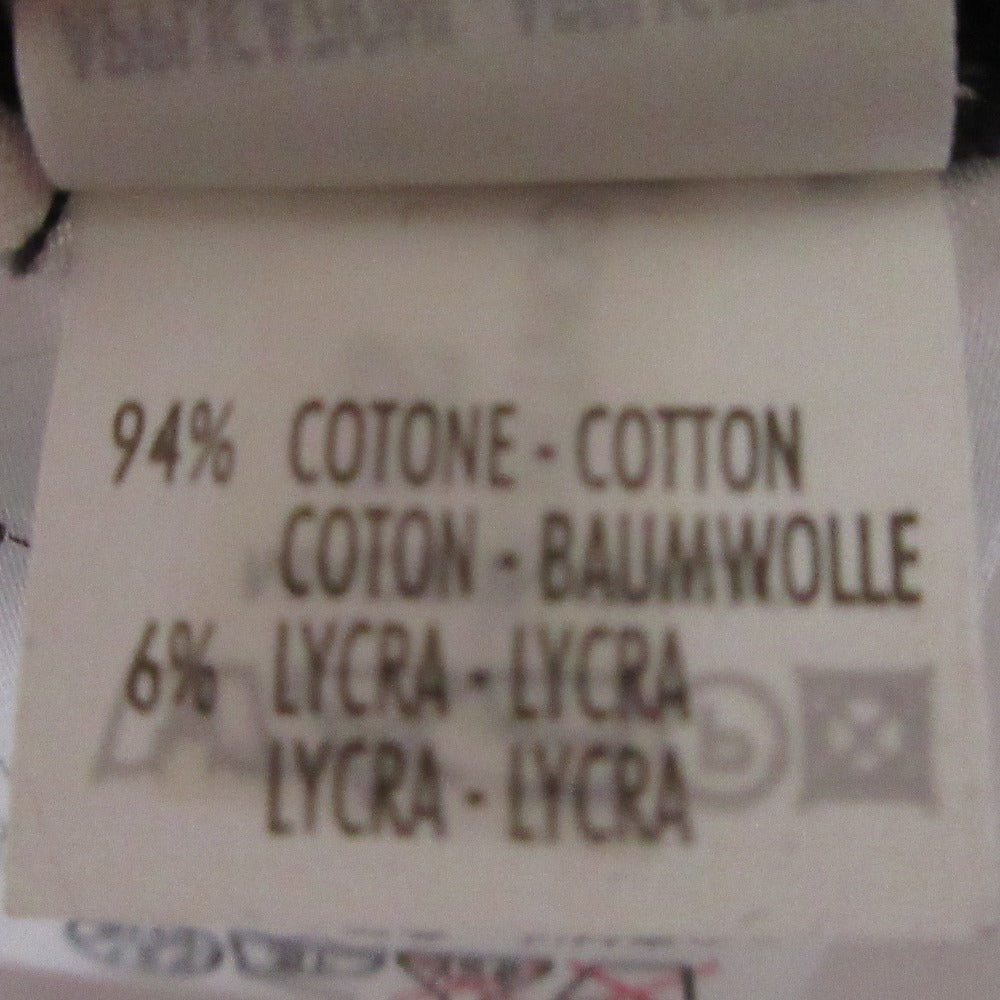 94% COTONE - COTTON
COTON - BAUMWOLLE
6% LYCRA - LYCRA
LYCRA - LYCRA